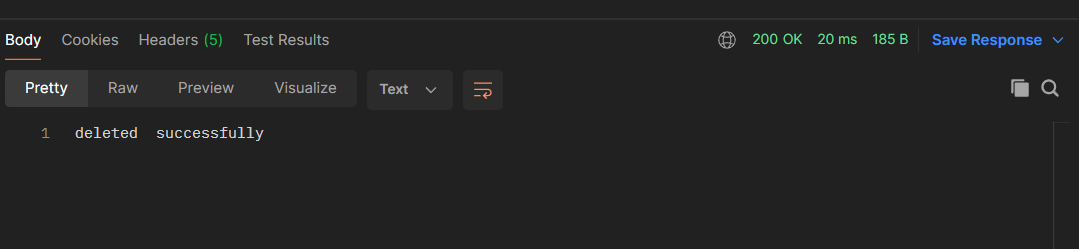 Body Cookies Headers (5) Test Results 200 OK 20 ms 185 B Save Response
Pretty Raw Preview Visualize Text
1 deleted  successfully